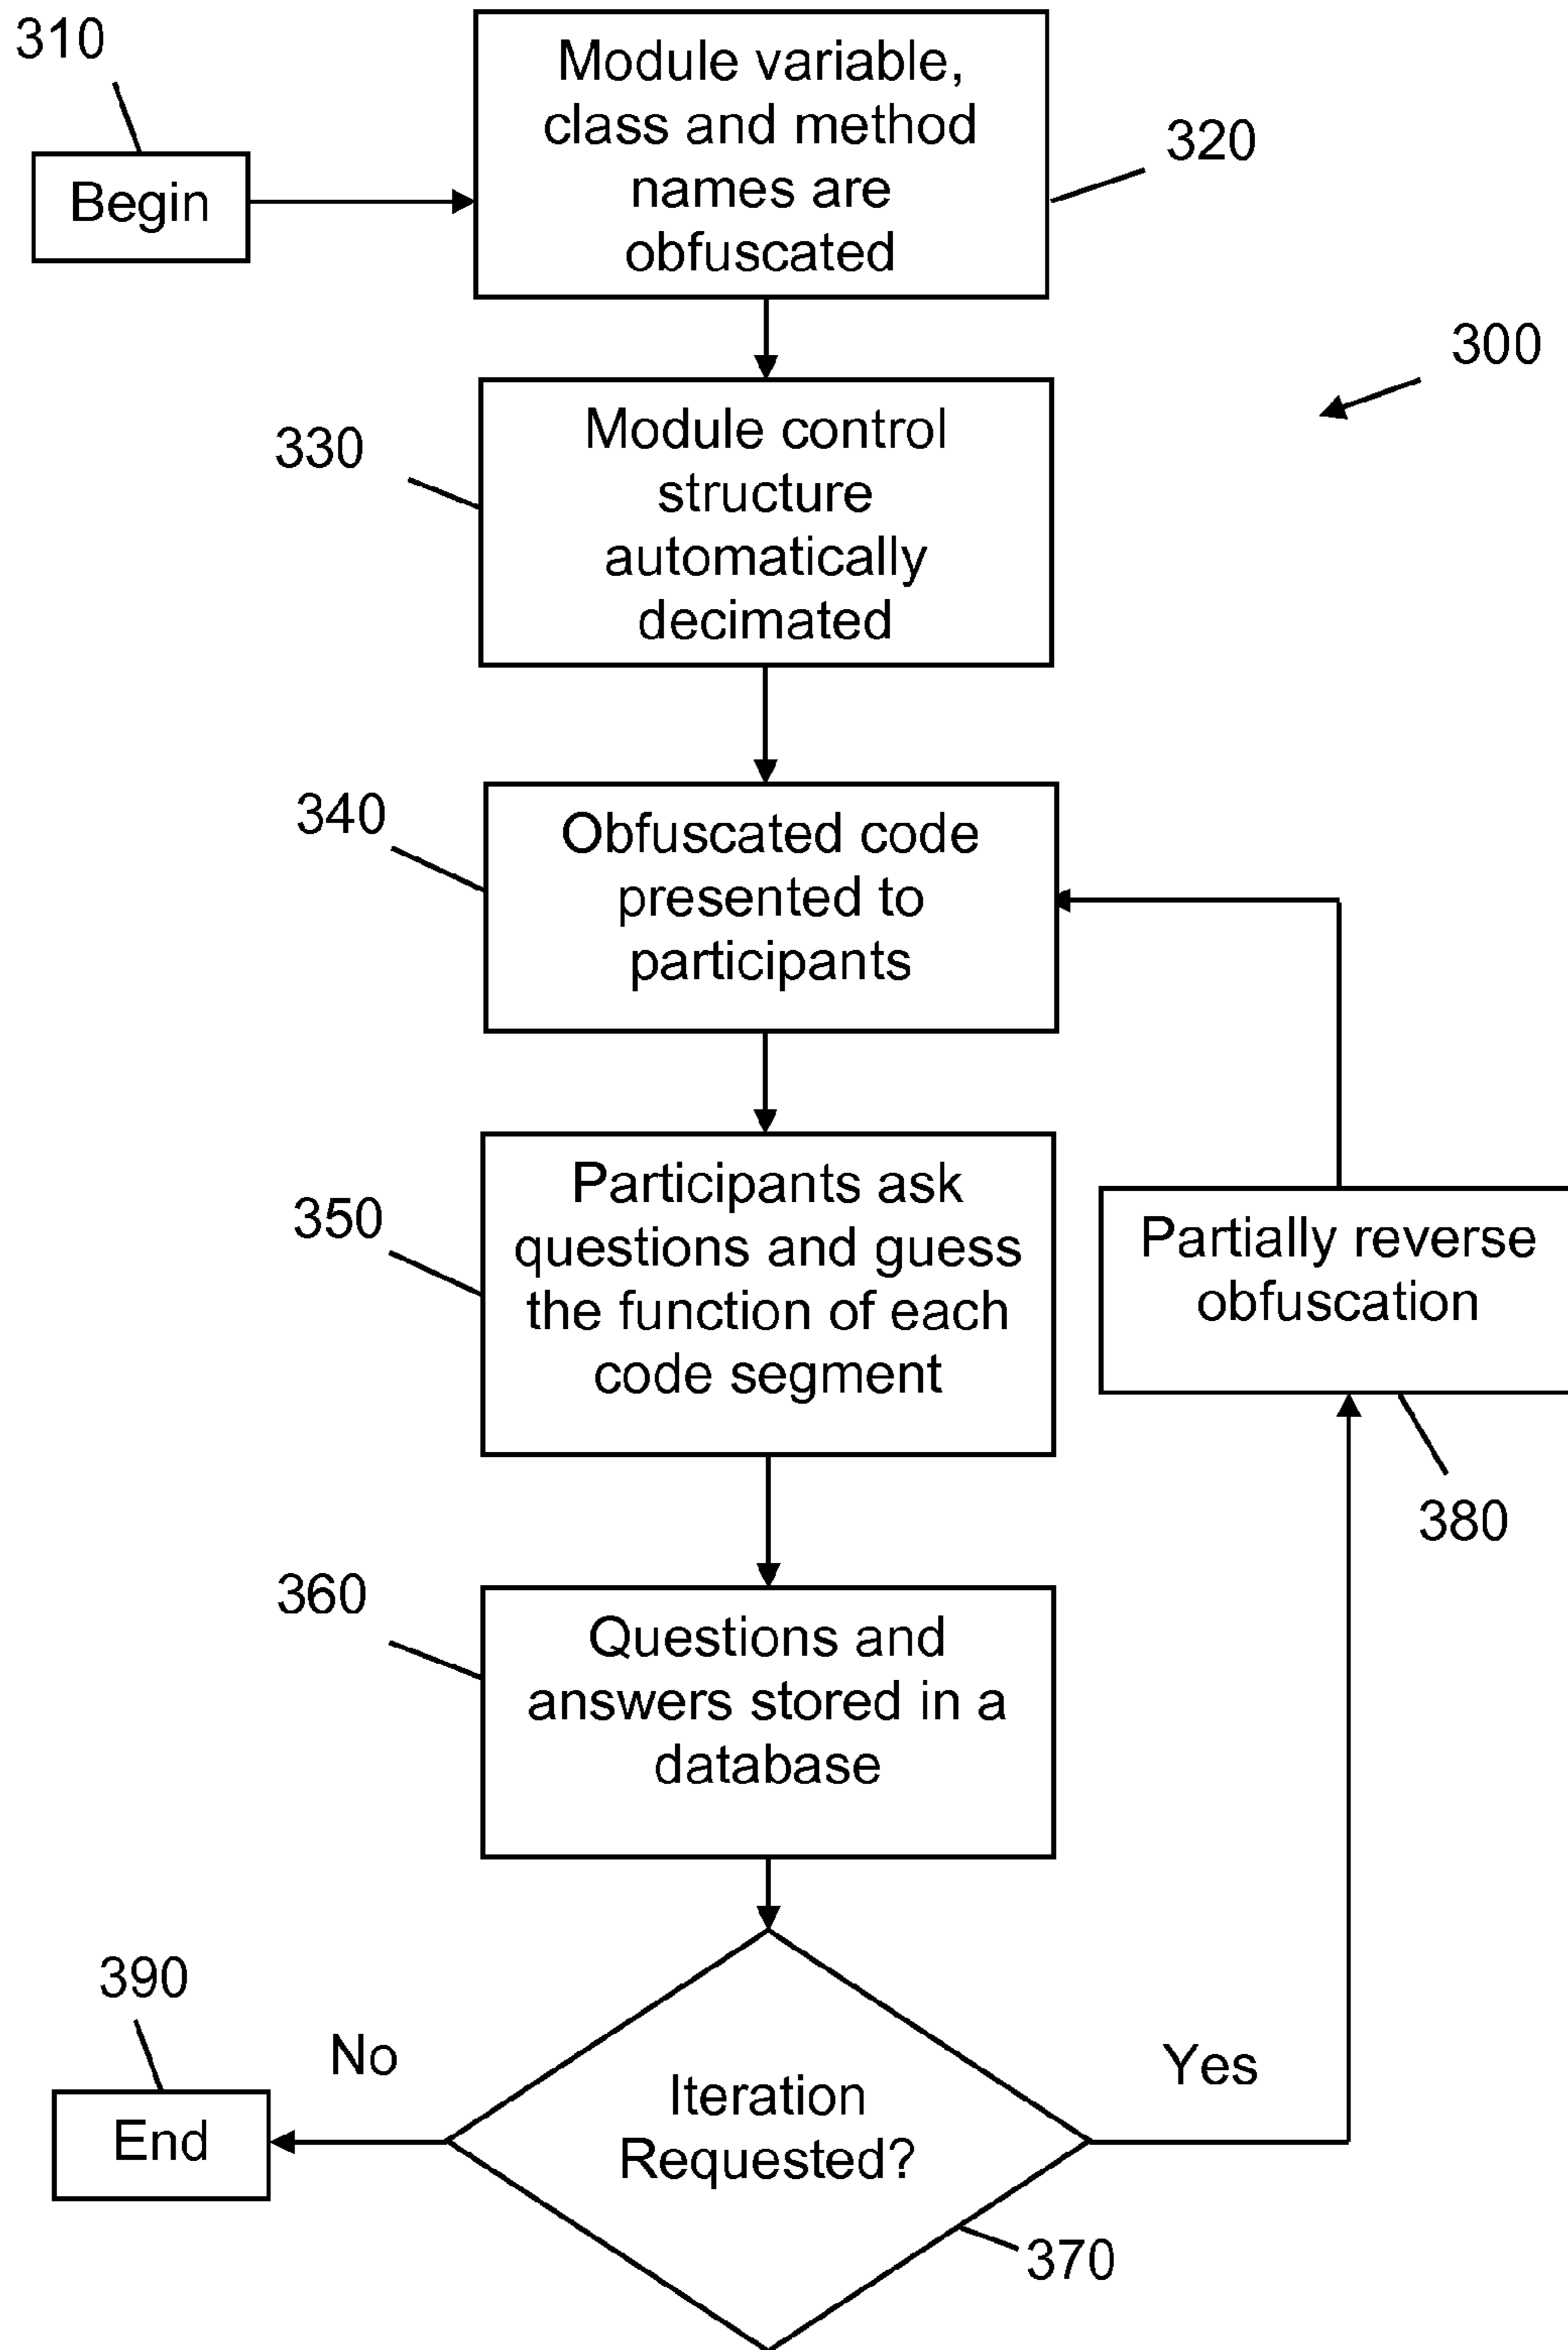 310
Begin
Module variable,
class and method
names are
obfuscated
320
300
330
Module control
structure
automatically
decimated
340
Obfuscated code
presented to
participants
350
Participants ask
questions and guess
the function of each
code segment
Partially reverse
obfuscation
380
360
Questions and
answers stored in a
database
390
No
End
Iteration
Requested?
Yes
370